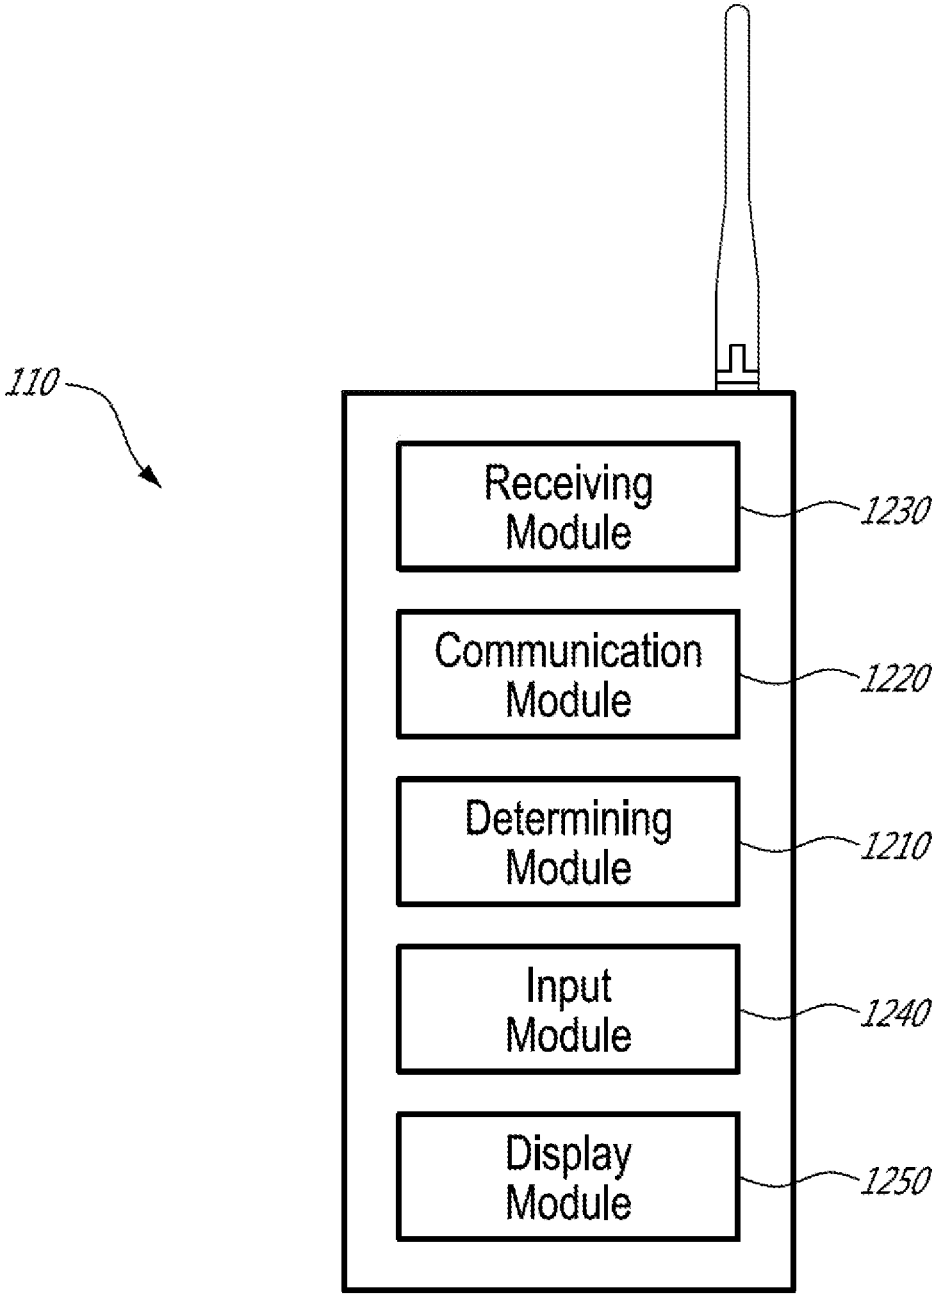 110
Receiving
Module
1230
Communication
Module
1220
Determining
Module
1210
Input
Module
1240
Display
Module
1250